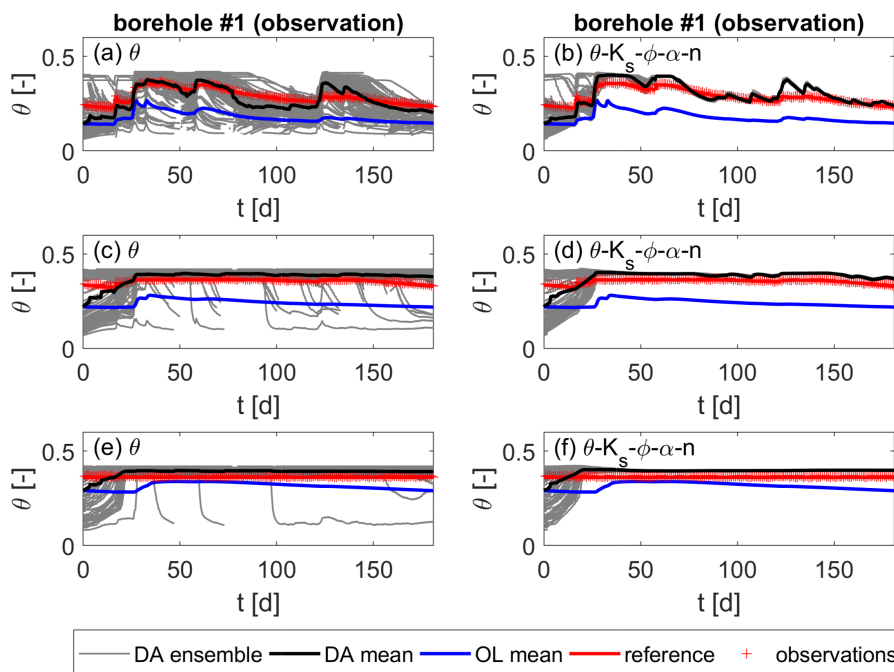 borehole #1 (observation)
borehole #1 (observation)
(a) θ
(b) θ-Kₛ-ϕ-α-n
θ [-]
0.5
0
0 50 100 150
t [d]
θ [-]
0.5
0
0 50 100 150
t [d]
(c) θ
(d) θ-Kₛ-ϕ-α-n
θ [-]
0.5
0
0 50 100 150
t [d]
θ [-]
0.5
0
0 50 100 150
t [d]
(e) θ
(f) θ-Kₛ-ϕ-α-n
θ [-]
0.5
0
0 50 100 150
t [d]
θ [-]
0.5
0
0 50 100 150
t [d]
DA ensemble DA mean OL mean reference observations